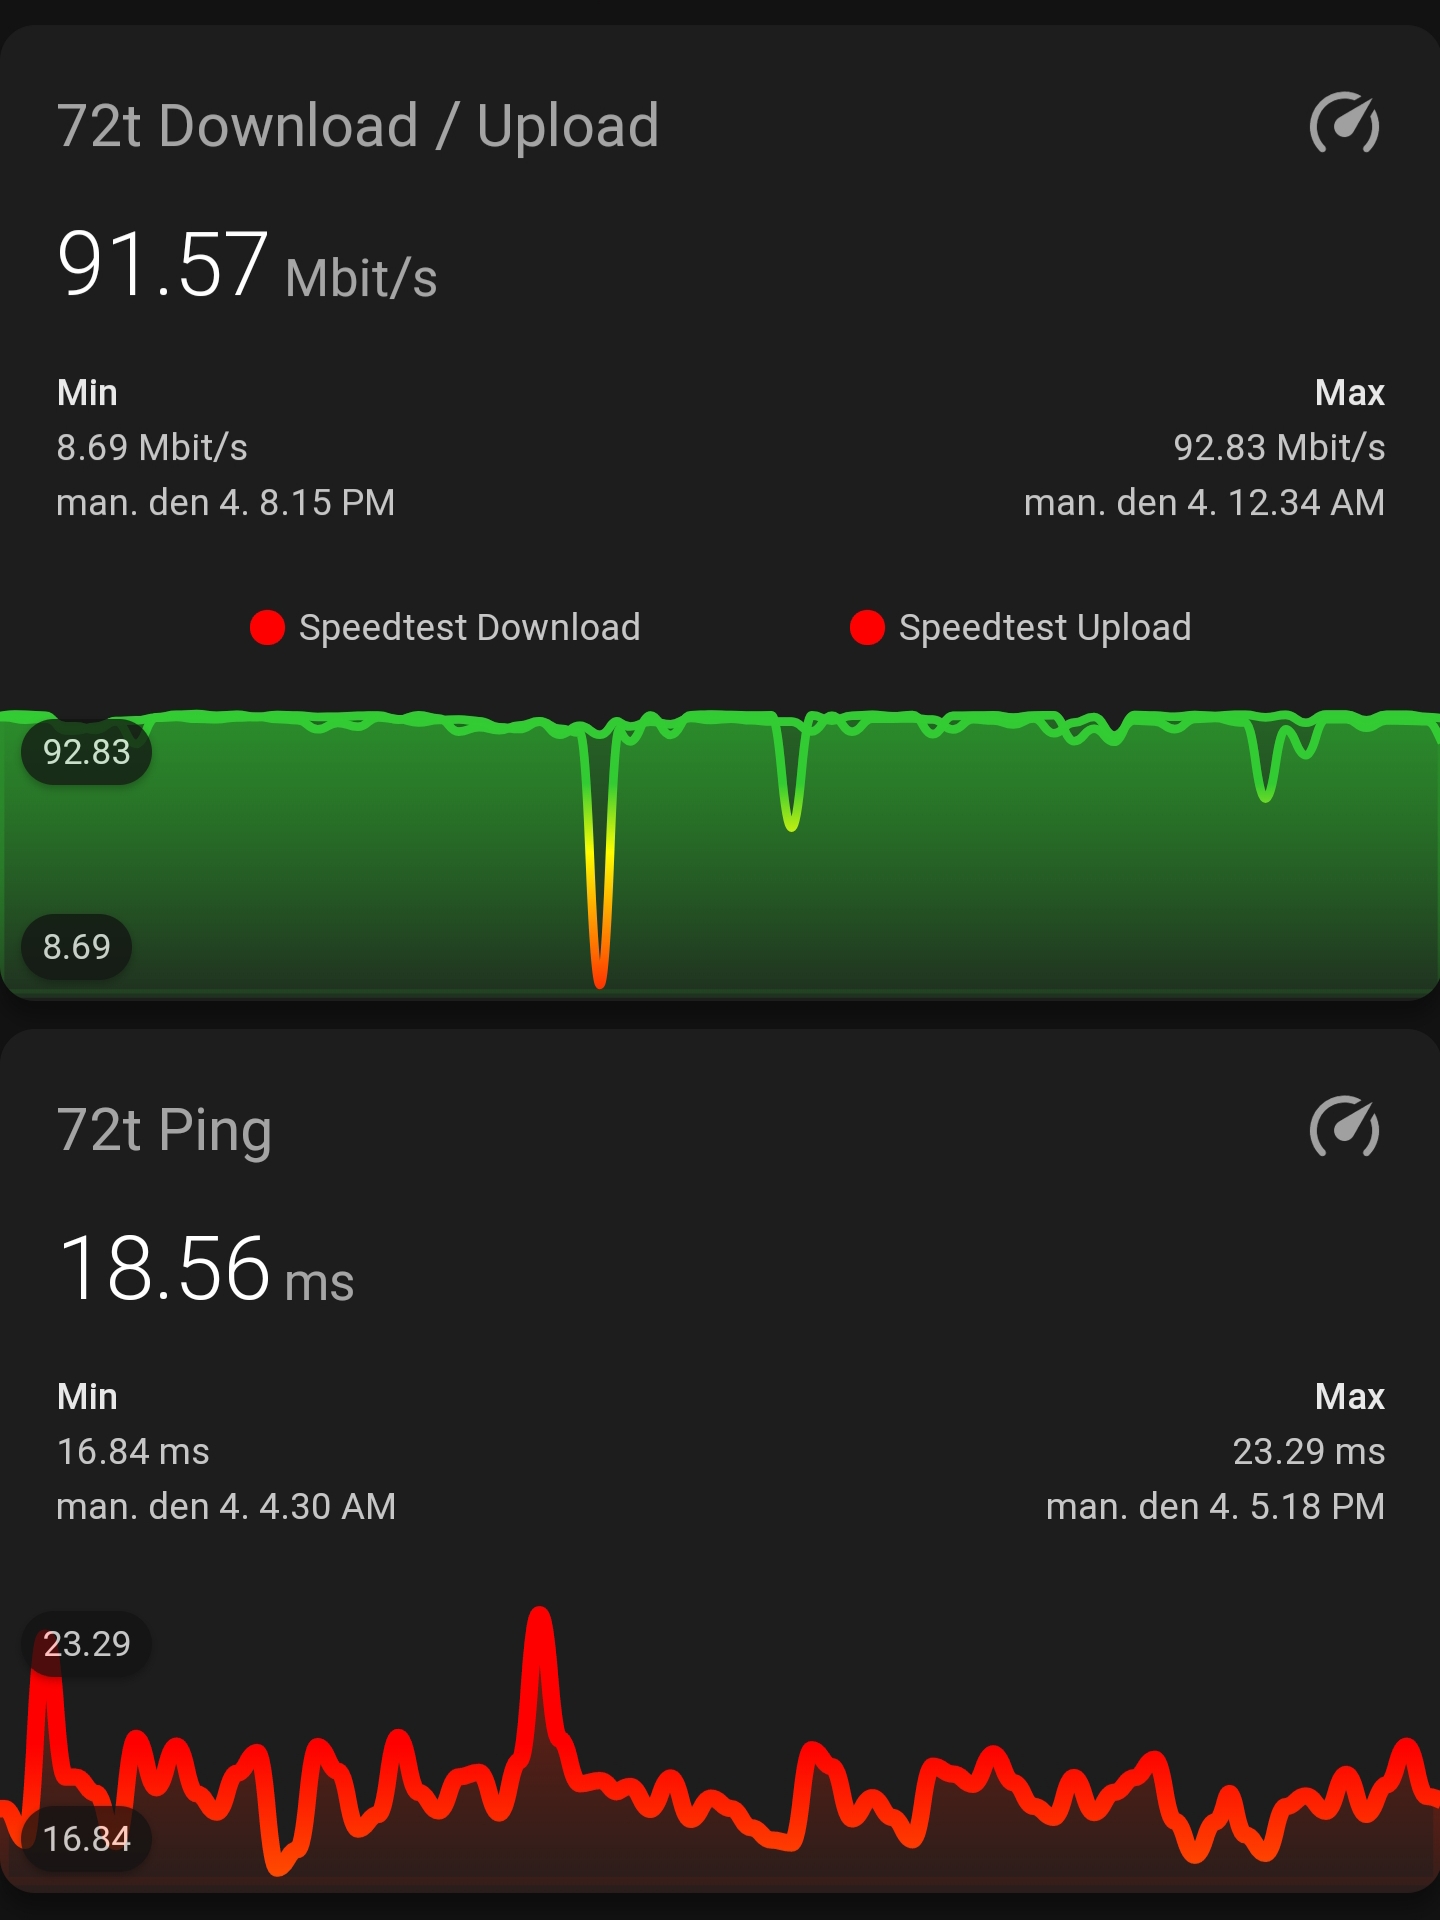 72t Download / Upload
91.57 Mbit/s
Min
Max
8.69 Mbit/s
92.83 Mbit/s
man. den 4. 8.15 PM
man. den 4. 12.34 AM
Speedtest Download
Speedtest Upload
92.83
8.69
72t Ping
18.56 ms
Min
Max
16.84 ms
23.29 ms
man. den 4. 4.30 AM
man. den 4. 5.18 PM
23.29
16.84